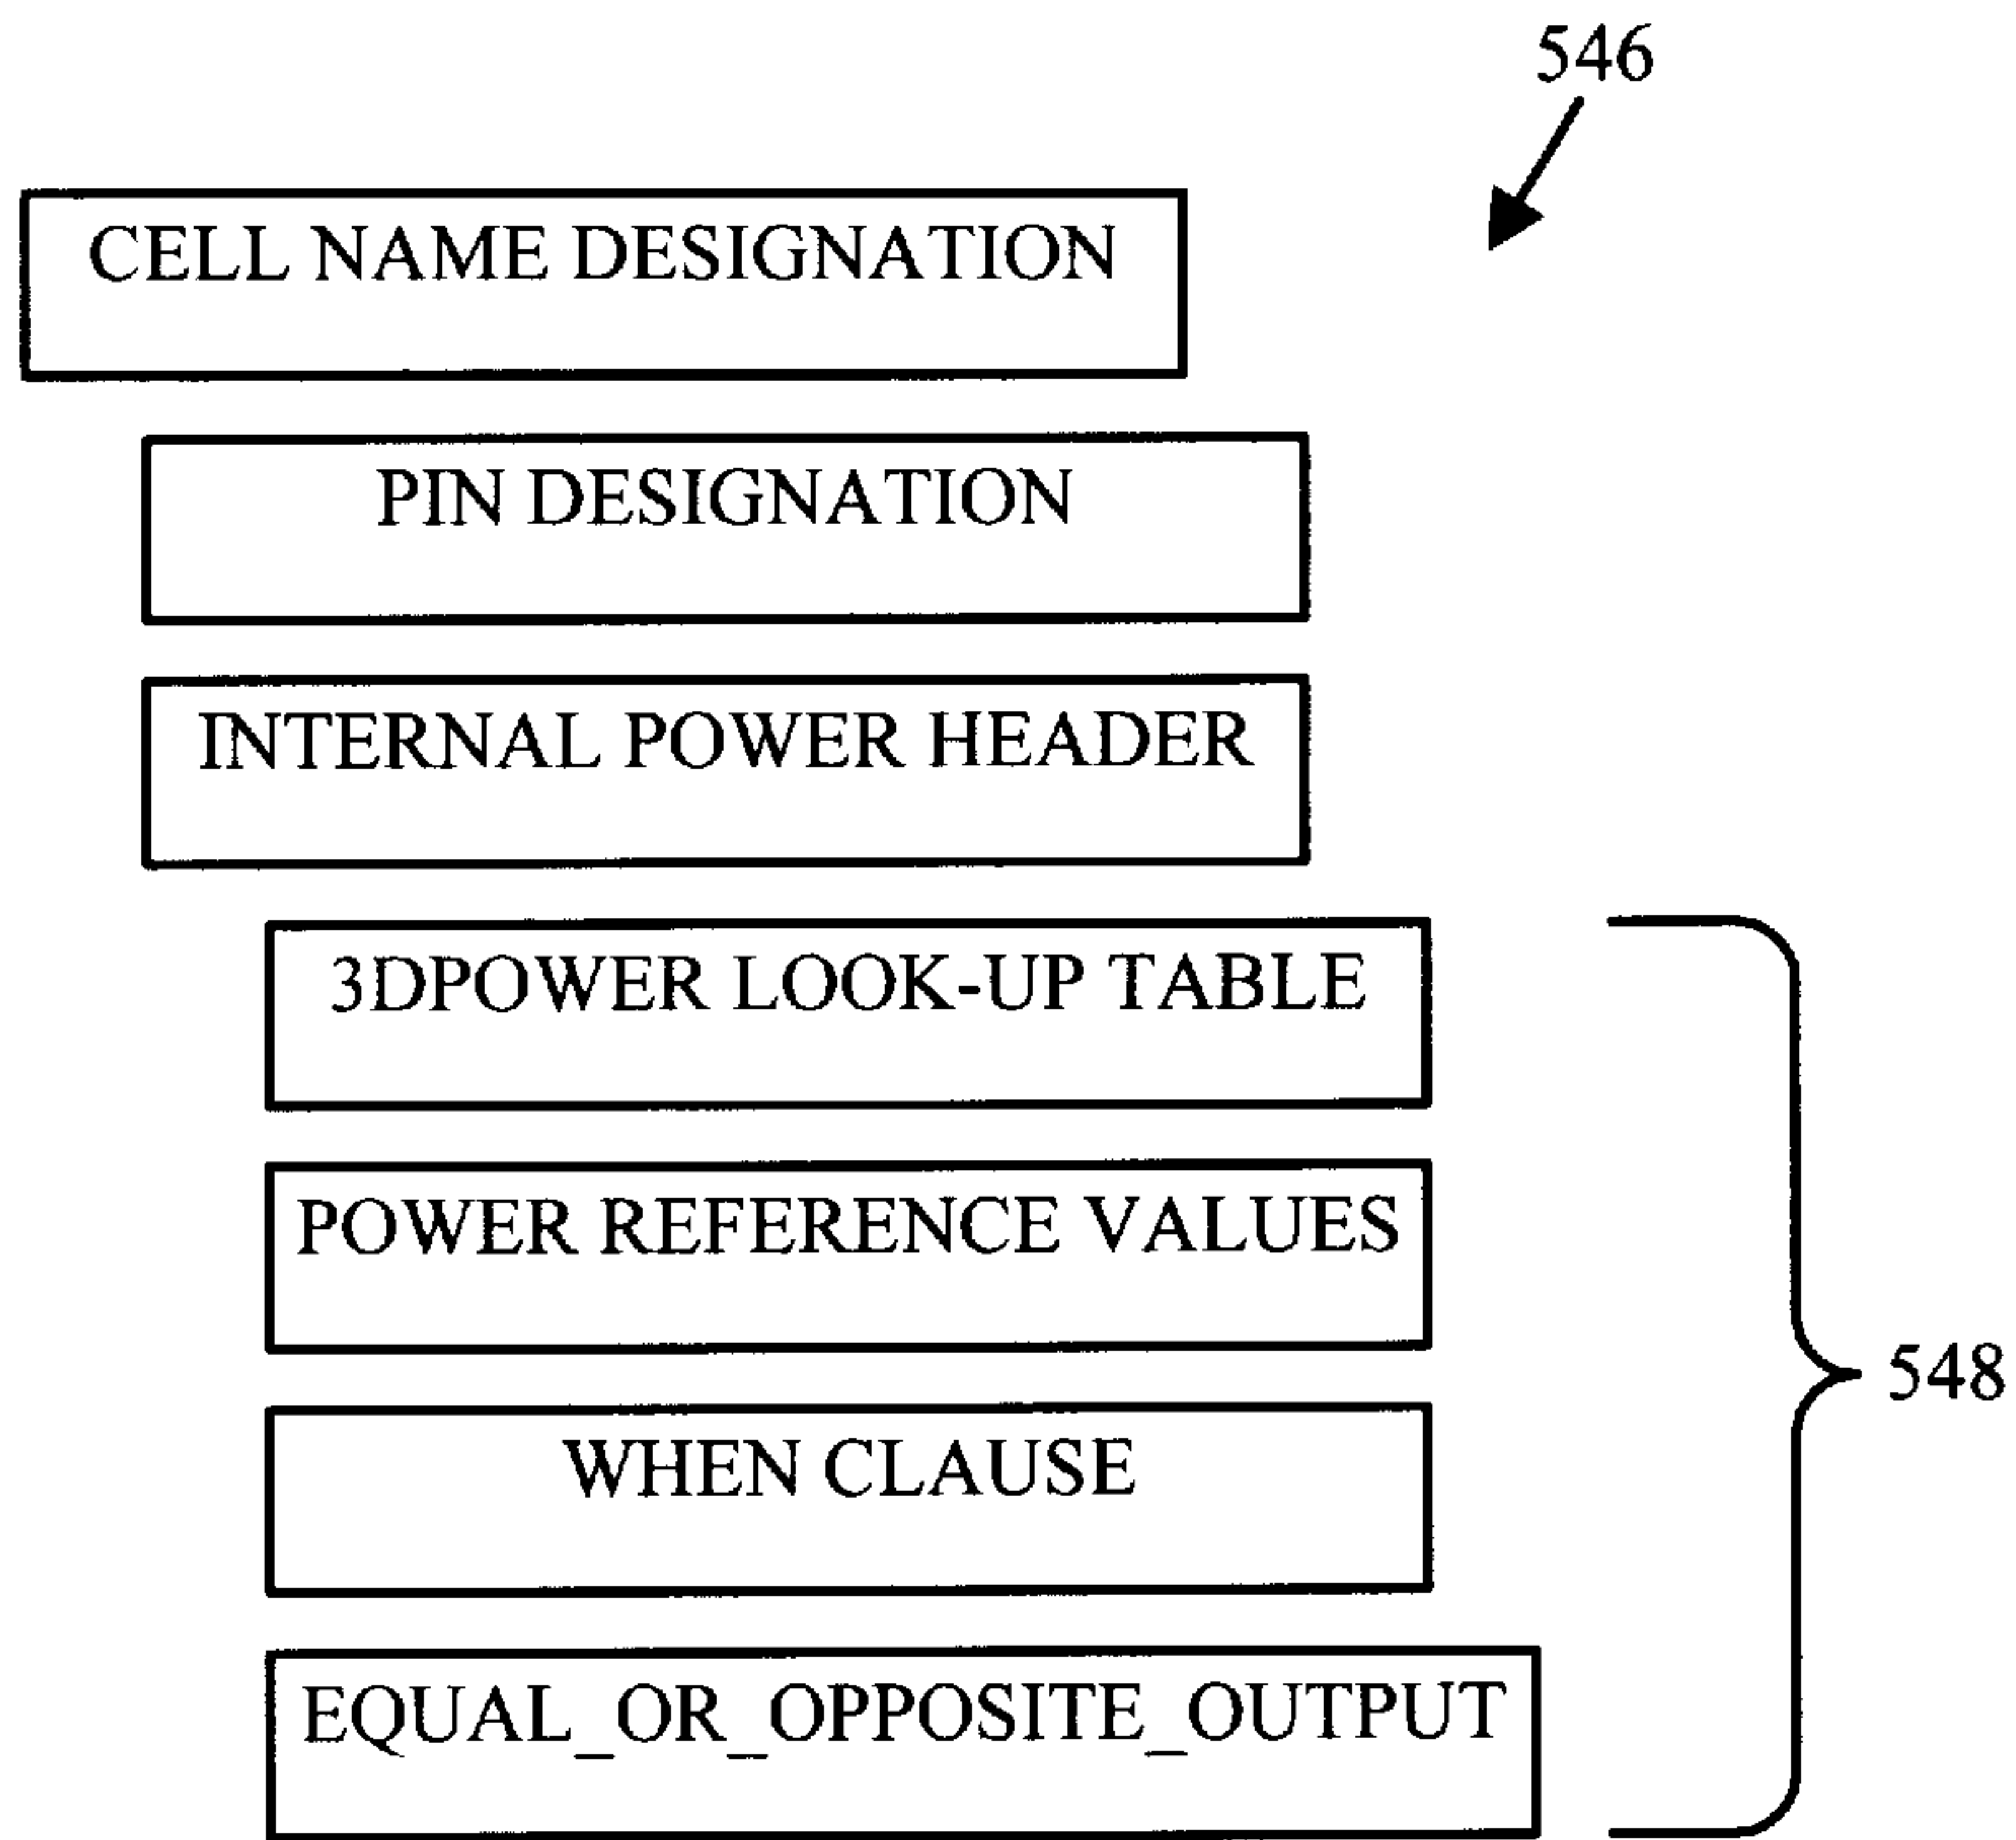 546
CELL NAME DESIGNATION
PIN DESIGNATION
INTERNAL POWER HEADER
3DPOWER LOOK-UP TABLE
POWER REFERENCE VALUES
WHEN CLAUSE
548
EQUAL_OR_OPPOSITE_OUTPUT